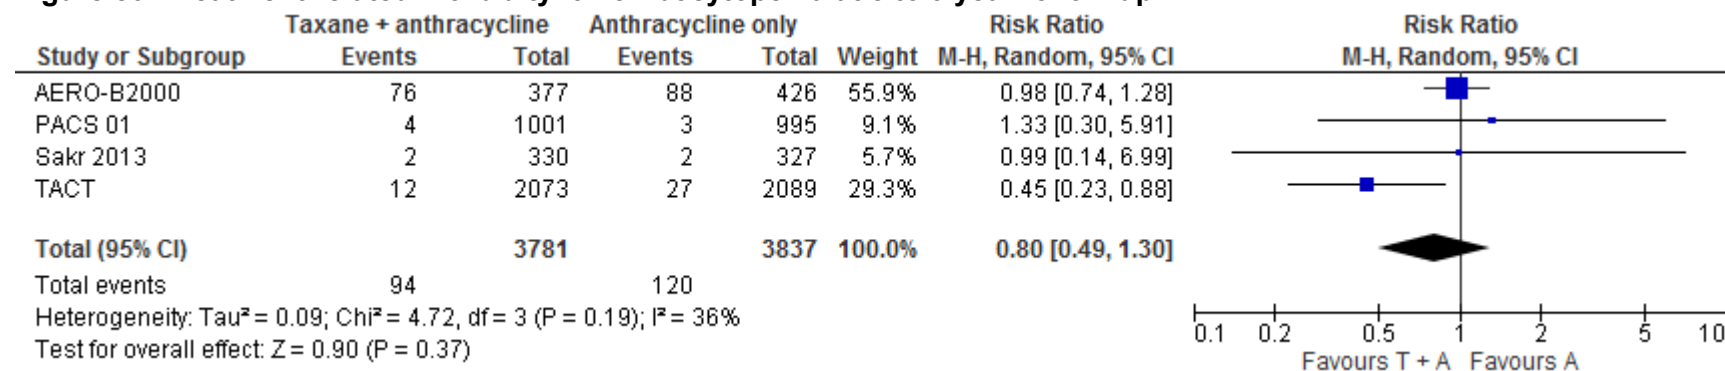 Taxane + anthracycline Anthracycline only Risk Ratio Risk Ratio
Study or Subgroup Events Total Events Total Weight M-H, Random, 95% CI M-H, Random, 95% CI
AERO-B2000 76 377 88 426 55.9% 0.98 [0.74, 1.28]
PACS 01 4 1001 3 995 9.1% 1.33 [0.30, 5.91]
Sakr 2013 2 330 2 327 5.7% 0.99 [0.14, 6.99]
TACT 12 2073 27 2089 29.3% 0.45 [0.23, 0.88]
Total (95% CI) 3781 3837 100.0% 0.80 [0.49, 1.30]
Total events 94 120
Heterogeneity: Tau² = 0.09; Chi² = 4.72, df = 3 (P = 0.19); I² = 36%
Test for overall effect: Z = 0.90 (P = 0.37)
0.1 0.2 0.5 1 2 5 10
Favours T + A Favours A